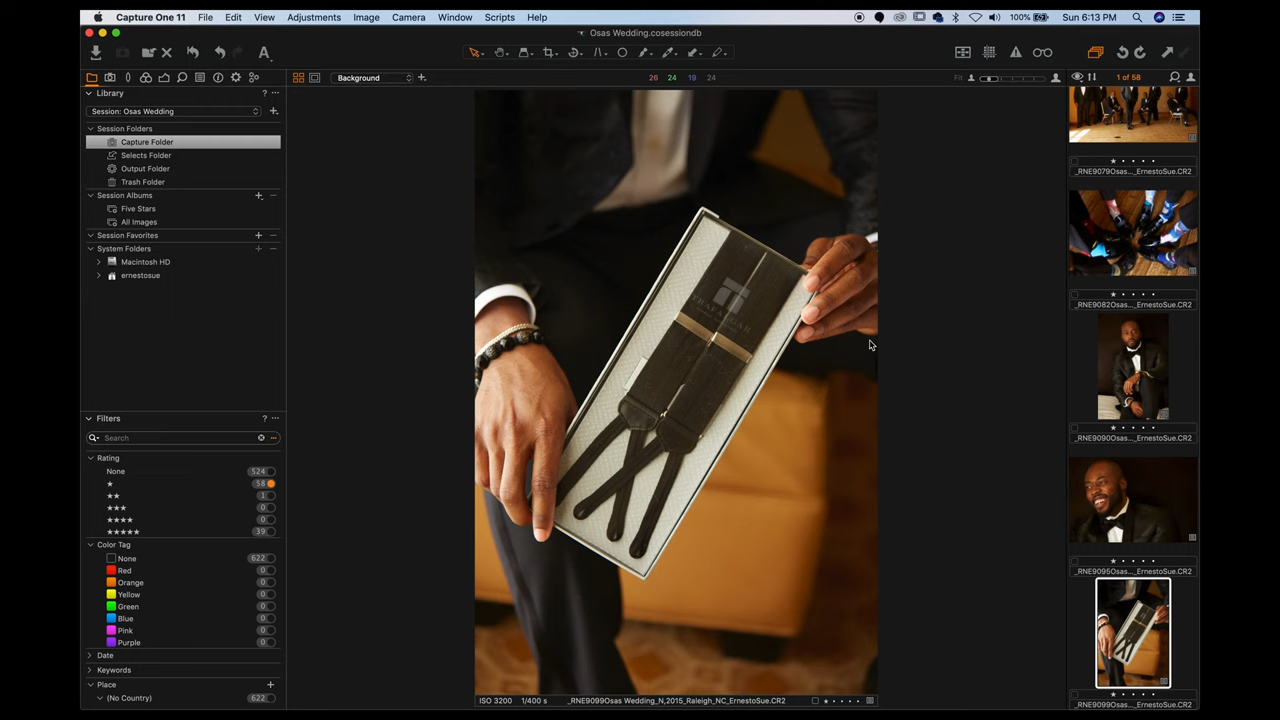 Capture One 11 File Edit View Adjustments Image Camera Window Scripts Help 100% Sun 6:13 PM
Osas Wedding.cosessiondb
Background 26 24 19 24 Fit 1 of 58
Library ? ...
Session: Osas Wedding
Session Folders
Capture Folder
Selects Folder
Output Folder
Trash Folder
Session Albums
Five Stars
All Images
Session Favorites
System Folders
Macintosh HD
ernestosue
Filters ? ...
Search
Rating
None 524
★ 58
★★ 1
★★★ 0
★★★★ 0
★★★★★ 39
Color Tag
None 622
Red 0
Orange 0
Yellow 0
Green 0
Blue 0
Pink 0
Purple 0
Date
Keywords
Place
(No Country) 622
TRAFALGAR
ISO 3200 1/400 s _RNE9099Osas Wedding_N,2015_Raleigh_NC_ErnestoSue.CR2
_RNE9079Osas..._ErnestoSue.CR2
_RNE9082Osas..._ErnestoSue.CR2
_RNE9090Osas..._ErnestoSue.CR2
_RNE9095Osas..._ErnestoSue.CR2
_RNE9099Osas..._ErnestoSue.CR2